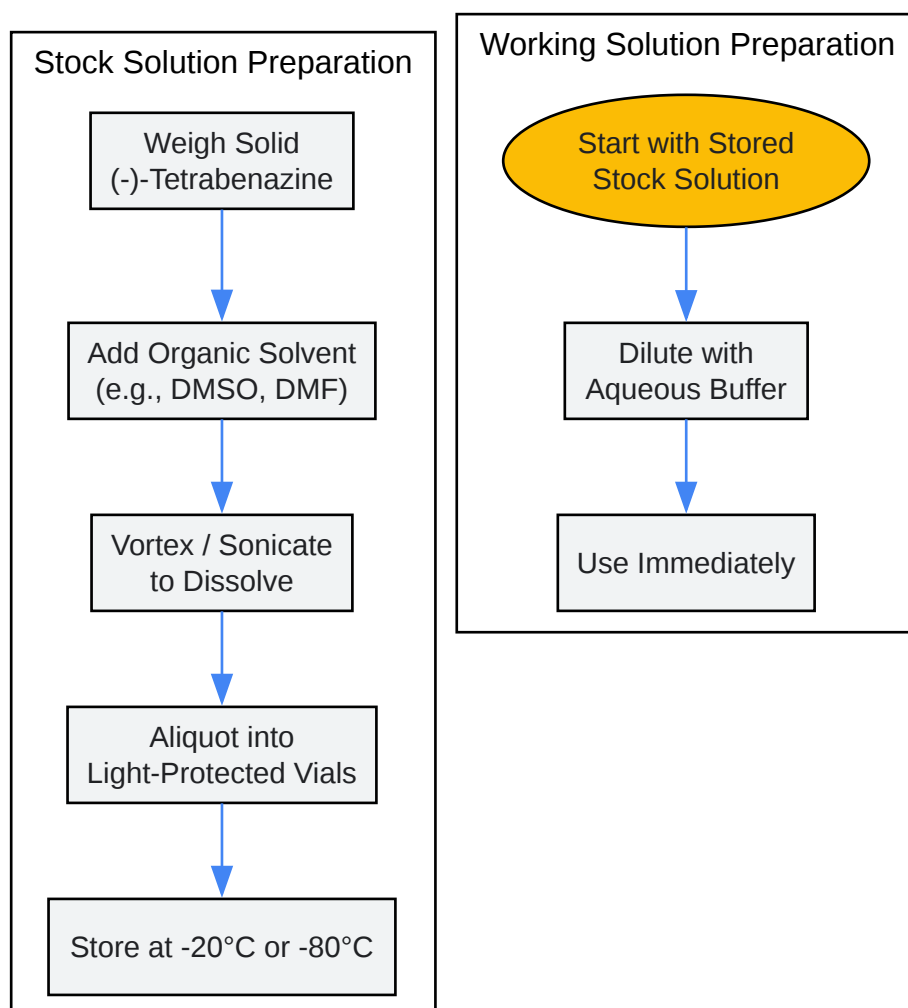 Stock Solution Preparation
Weigh Solid
(-)-Tetrabenazine
Add Organic Solvent
(e.g., DMSO, DMF)
Vortex / Sonicate
to Dissolve
Aliquot into
Light-Protected Vials
Store at -20°C or -80°C
Working Solution Preparation
Start with Stored
Stock Solution
Dilute with
Aqueous Buffer
Use Immediately